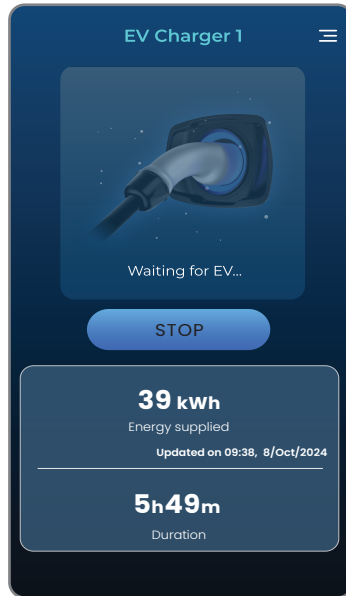 EV Charger 1
Waiting for EV...
STOP
39 kWh
Energy supplied
Updated on 09:38, 8/Oct/2024
5h49m
Duration